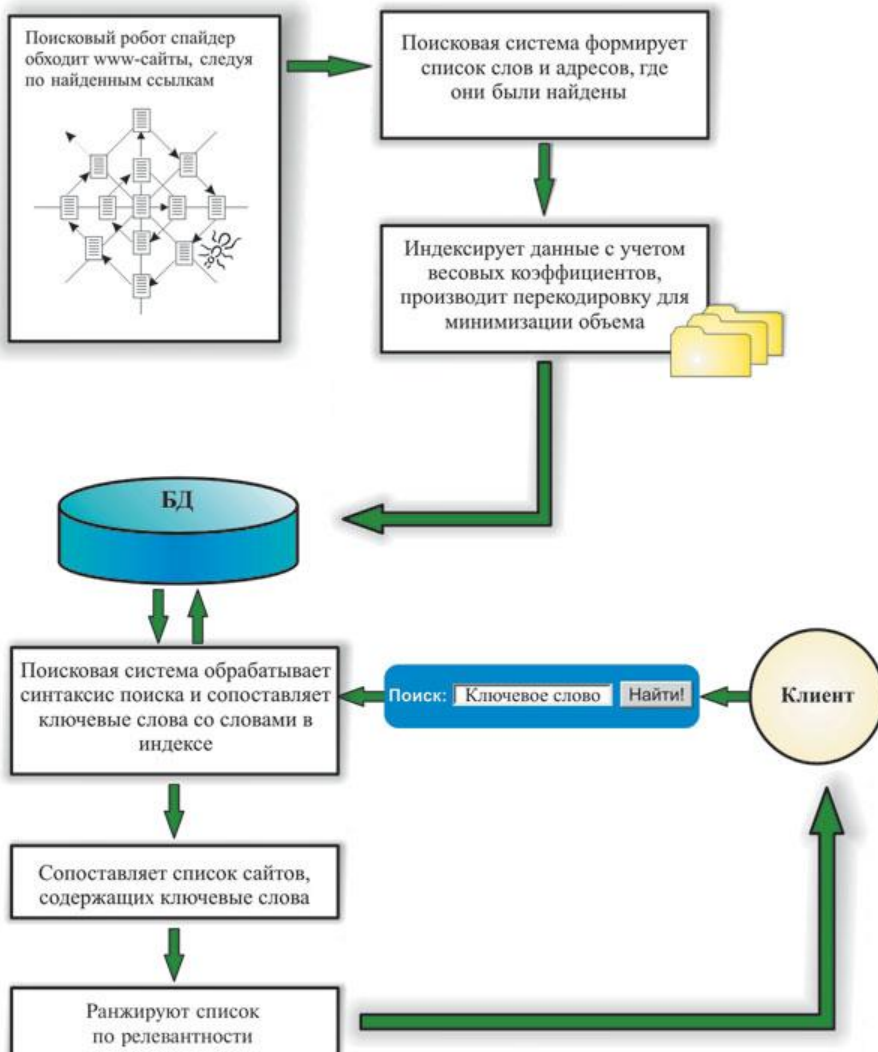 Поисковый робот спайдер
обходит www-сайты, следуя
по найденным ссылкам
Поисковая система формирует
список слов и адресов, где
они были найдены
Индексирует данные с учетом
весовых коэффициентов,
производит перекодировку для
минимизации объема
БД
Поисковая система обрабатывает
синтаксис поиска и сопоставляет
ключевые слова со словами в
индексе
Поиск: Ключевое слово Найти!
Клиент
Сопоставляет список сайтов,
содержащих ключевые слова
Ранжируют список
по релевантности